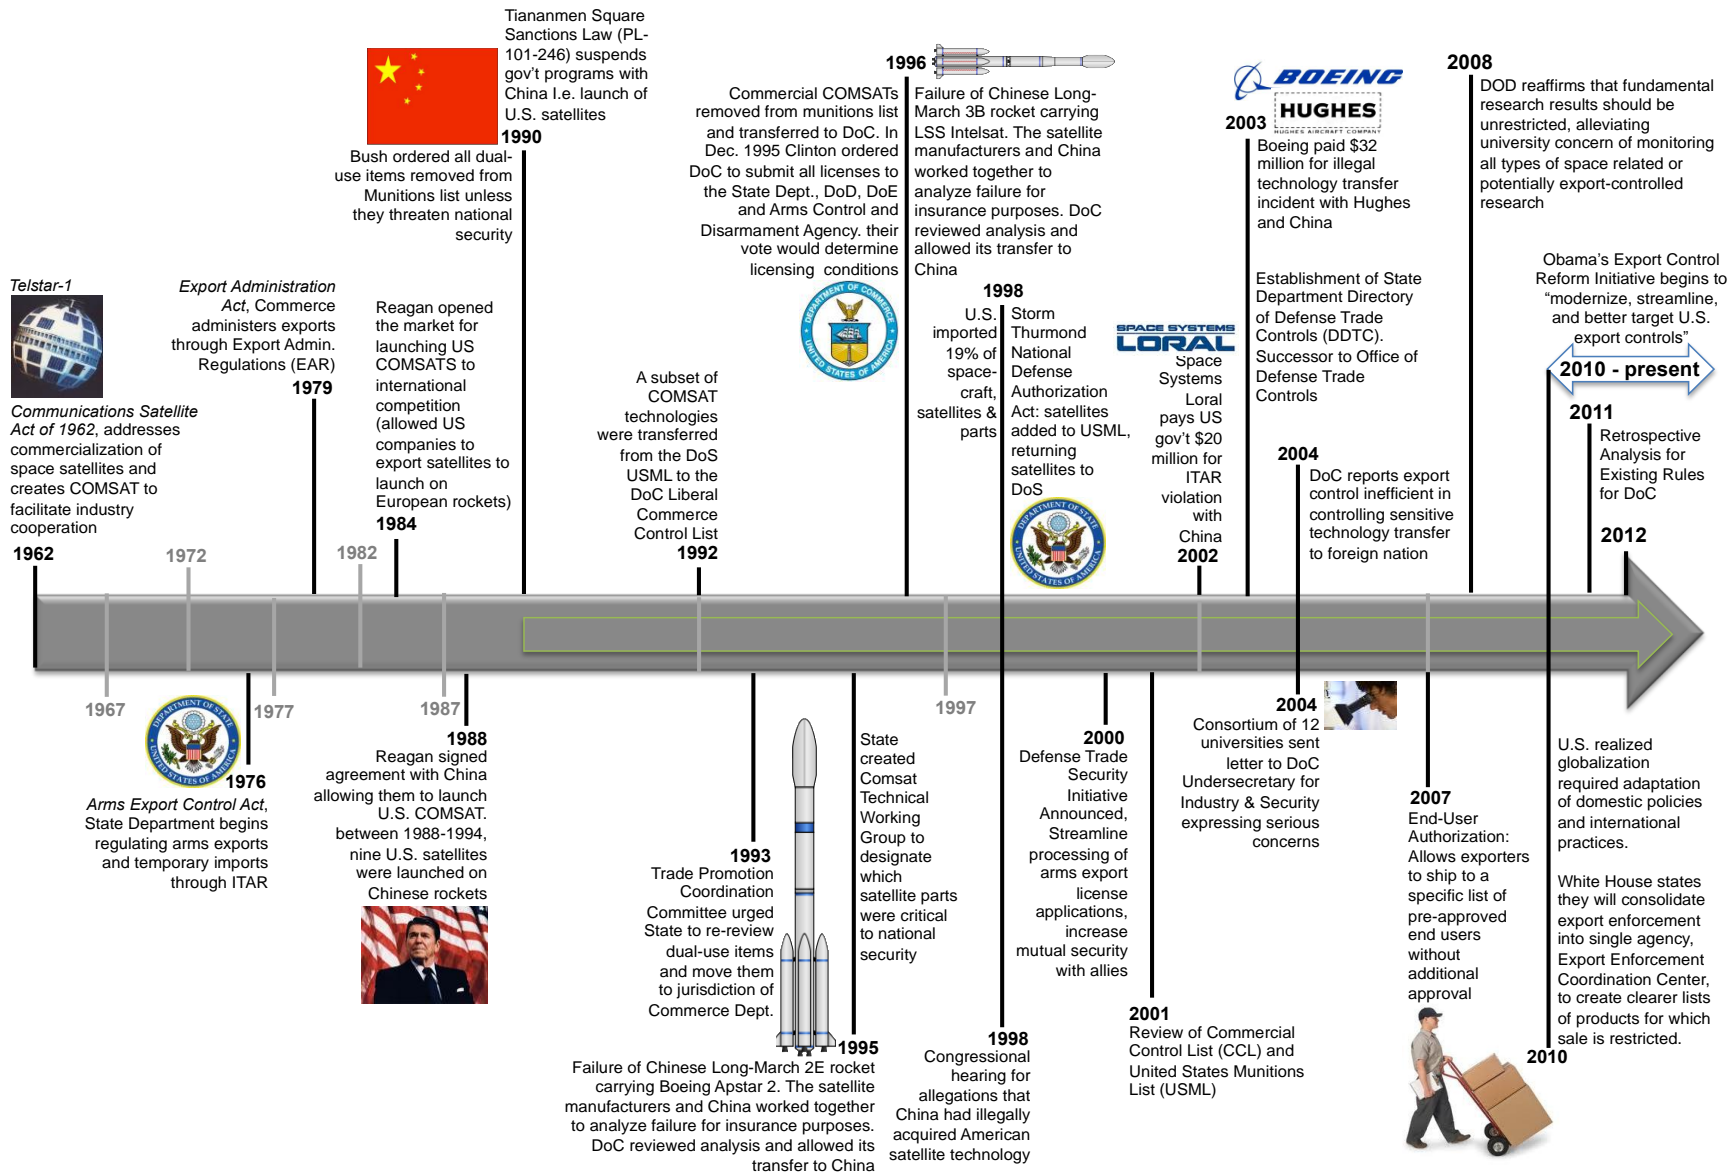 Tiananmen Square
Sanctions Law (PL-
101-246) suspends
gov't programs with
China I.e. launch of
U.S. satellites
1990
Bush ordered all dual-
use items removed from
Munitions list unless
they threaten national
security
1996
Commercial COMSATs
removed from munitions list
and transferred to DoC. In
Dec. 1995 Clinton ordered
DoC to submit all licenses to
the State Dept., DoD, DoE
and Arms Control and
Disarmament Agency. their
vote would determine
licensing conditions
Failure of Chinese Long-
March 3B rocket carrying
LSS Intelsat. The satellite
manufacturers and China
worked together to
analyze failure for
insurance purposes. DoC
reviewed analysis and
allowed its transfer to
China
DEPARTMENT OF COMMERCE
UNITED STATES OF AMERICA
BOEING
HUGHES
HUGHES AIRCRAFT COMPANY
2003
Boeing paid $32
million for illegal
technology transfer
incident with Hughes
and China
Establishment of State
Department Directory
of Defense Trade
Controls (DDTC).
Successor to Office of
Defense Trade
Controls
2008
DOD reaffirms that fundamental
research results should be
unrestricted, alleviating
university concern of monitoring
all types of space related or
potentially export-controlled
research
Obama's Export Control
Reform Initiative begins to
“modernize, streamline,
and better target U.S.
export controls”
2010 - present
2011
Retrospective
Analysis for
Existing Rules
for DoC
2012
Telstar-1
Communications Satellite
Act of 1962, addresses
commercialization of
space satellites and
creates COMSAT to
facilitate industry
cooperation
1962
Export Administration
Act, Commerce
administers exports
through Export Admin.
Regulations (EAR)
1979
Reagan opened
the market for
launching US
COMSATS to
international
competition
(allowed US
companies to
export satellites to
launch on
European rockets)
1984
A subset of
COMSAT
technologies
were transferred
from the DoS
USML to the
DoC Liberal
Commerce
Control List
1992
1998
U.S.
imported
19% of
space-
craft,
satellites &
parts
Storm
Thurmond
National
Defense
Authorization
Act: satellites
added to USML,
returning
satellites to
DoS
DEPARTMENT OF STATE
UNITED STATES OF AMERICA
SPACE SYSTEMS
LORAL
Space
Systems
Loral
pays US
gov't $20
million for
ITAR
violation
with
China
2002
2004
DoC reports export
control inefficient in
controlling sensitive
technology transfer
to foreign nation
1972
1982
1967
1977
1987
1997
DEPARTMENT OF STATE
UNITED STATES OF AMERICA
1976
Arms Export Control Act,
State Department begins
regulating arms exports
and temporary imports
through ITAR
1988
Reagan signed
agreement with China
allowing them to launch
U.S. COMSAT.
between 1988-1994,
nine U.S. satellites
were launched on
Chinese rockets
1993
Trade Promotion
Coordination
Committee urged
State to re-review
dual-use items
and move them
to jurisdiction of
Commerce Dept.
State
created
Comsat
Technical
Working
Group to
designate
which
satellite parts
were critical
to national
security
1995
Failure of Chinese Long-March 2E rocket
carrying Boeing Apstar 2. The satellite
manufacturers and China worked together
to analyze failure for insurance purposes.
DoC reviewed analysis and allowed its
transfer to China
1998
Congressional
hearing for
allegations that
China had illegally
acquired American
satellite technology
2000
Defense Trade
Security
Initiative
Announced,
Streamline
processing of
arms export
license
applications,
increase
mutual security
with allies
2001
Review of Commercial
Control List (CCL) and
United States Munitions
List (USML)
2004
Consortium of 12
universities sent
letter to DoC
Undersecretary for
Industry & Security
expressing serious
concerns
2007
End-User
Authorization:
Allows exporters
to ship to a
specific list of
pre-approved
end users
without
additional
approval
U.S. realized
globalization
required adaptation
of domestic policies
and international
practices.
White House states
they will consolidate
export enforcement
into single agency,
Export Enforcement
Coordination Center,
to create clearer lists
of products for which
sale is restricted.
2010